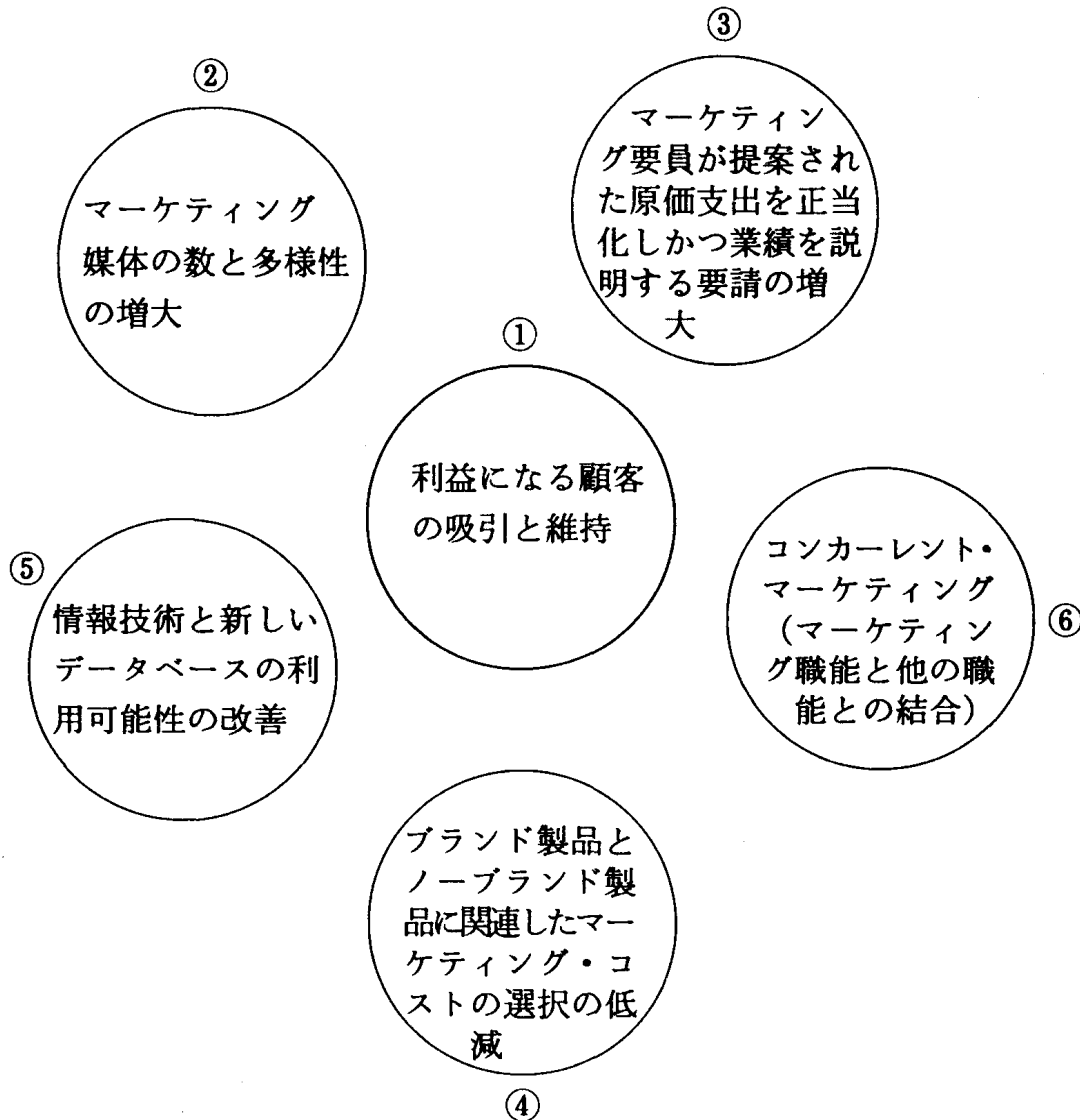 ③
マーケティン
グ要員が提案され
た原価支出を正当
化しかつ業績を説
明する要請の増
大
②
マーケティング
媒体の数と多様性
の増大
①
利益になる顧客
の吸引と維持
⑤
情報技術と新しい
データベースの利
用可能性の改善
⑥
コンカーレント・
マーケティング
(マーケティン
グ職能と他の職
能との結合)
ブランド製品と
ノーブランド製
品に関連したマー
ケティング・コ
ストの選択の低
減
④